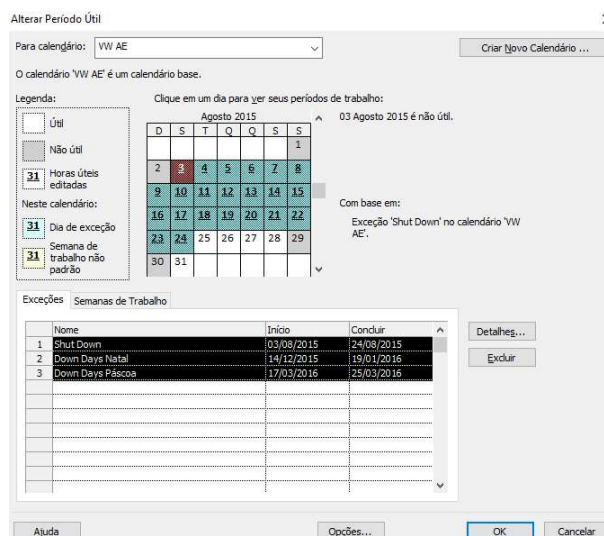 Alterar Período Útil
Para calendário: VW AE
Criar Novo Calendário ...
O calendário 'VW AE' é um calendário base.
Legenda:
Útil
Não útil
31 Horas úteis
editadas
Neste calendário:
31 Dia de exceção
31 Semana de
trabalho não
padrão
Clique em um dia para ver seus períodos de trabalho:
Agosto 2015
D S T Q Q S S
1
2 3 4 5 6 7 8
9 10 11 12 13 14 15
16 17 18 19 20 21 22
23 24 25 26 27 28 29
30 31
03 Agosto 2015 é não útil.
Com base em:
Exceção 'Shut Down' no calendário 'VW
AE'.
Exceções Semanas de Trabalho
Nome Início Concluir
1 Shut Down 03/08/2015 24/08/2015
2 Down Days Natal 14/12/2015 19/01/2016
3 Down Days Páscoa 17/03/2016 25/03/2016
Detalhes...
Excluir
Ajuda Opções... OK Cancelar